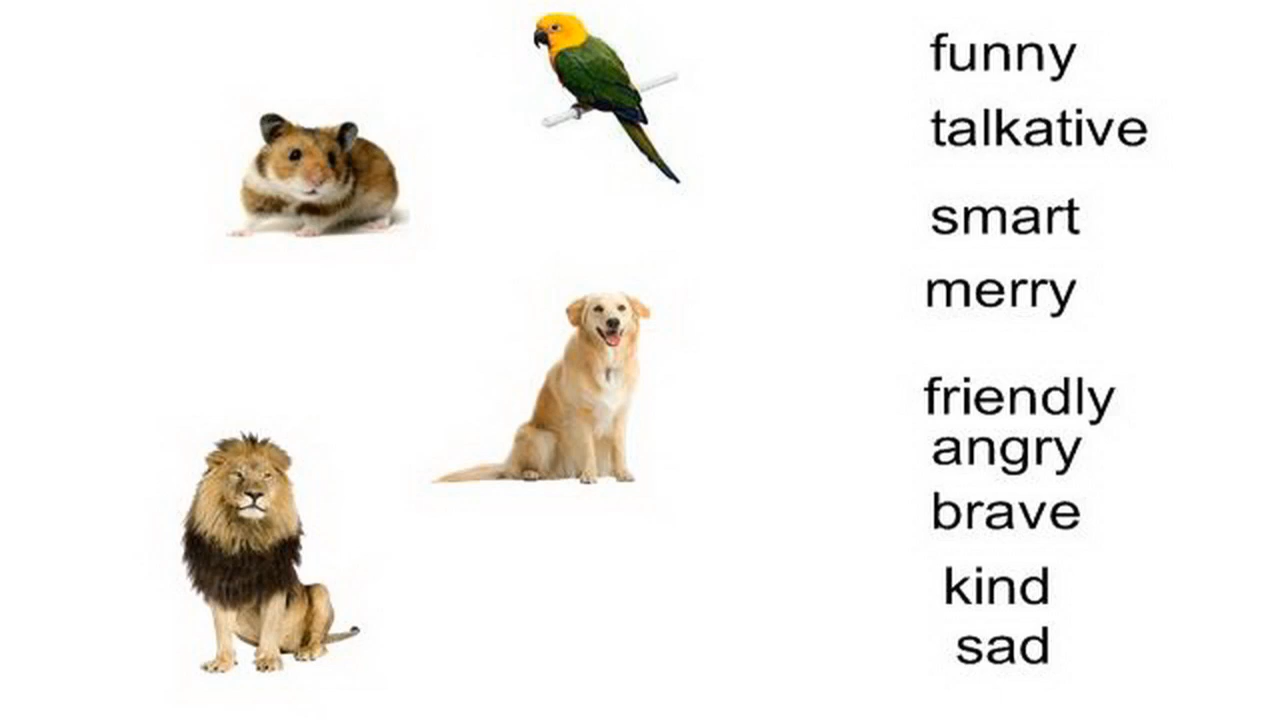 funny
talkative
smart
merry
friendly
angry
brave
kind
sad